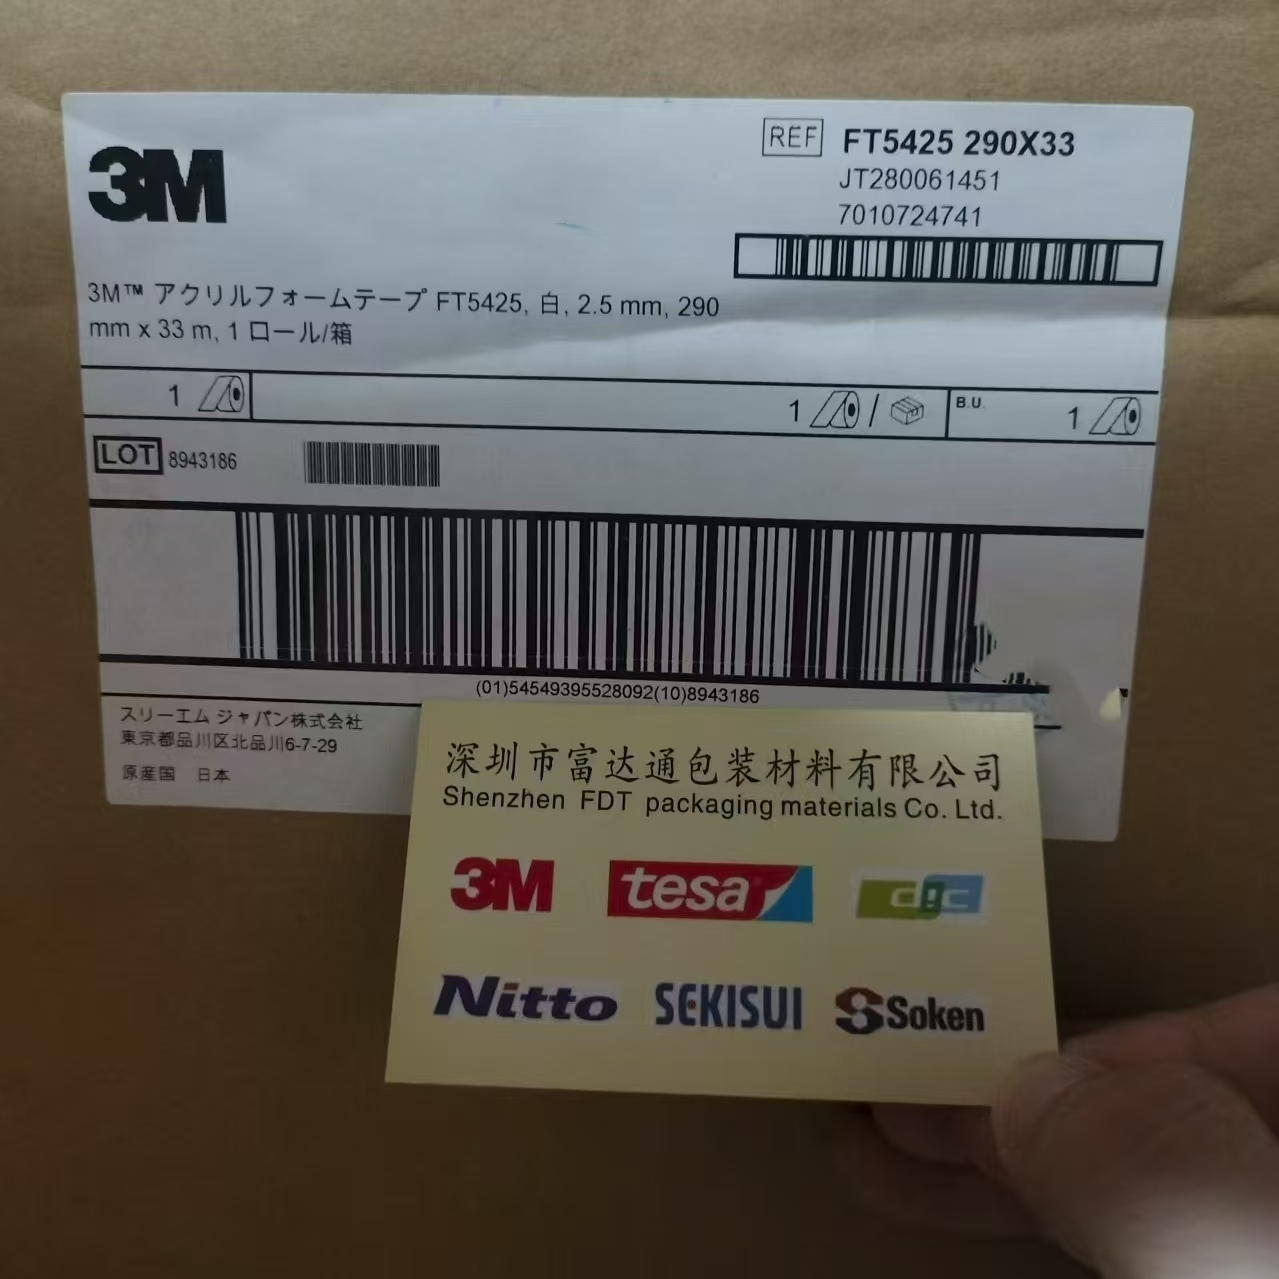 3M
REF FT5425 290X33
JT280061451
7010724741
3M™ アクリルフォームテープ FT5425, 白, 2.5 mm, 290
mm x 33 m, 1 ロール/箱
1
1 /
B.U. 1
LOT 8943186
(01)54549395528092(10)8943186
スリーエム ジャパン株式会社
東京都品川区北品川6-7-29
原産国 日本
深圳市富达通包装材料有限公司
Shenzhen FDT packaging materials Co. Ltd.
3M tesa dic
Nitto SEKISUI Soken